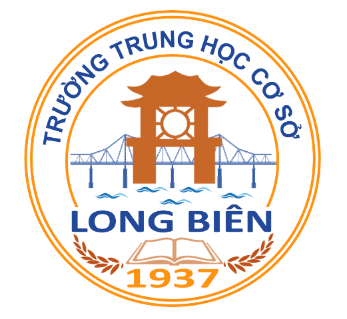 TRƯỜNG TRUNG HỌC CƠ SỞ
LONG BIÊN
1937